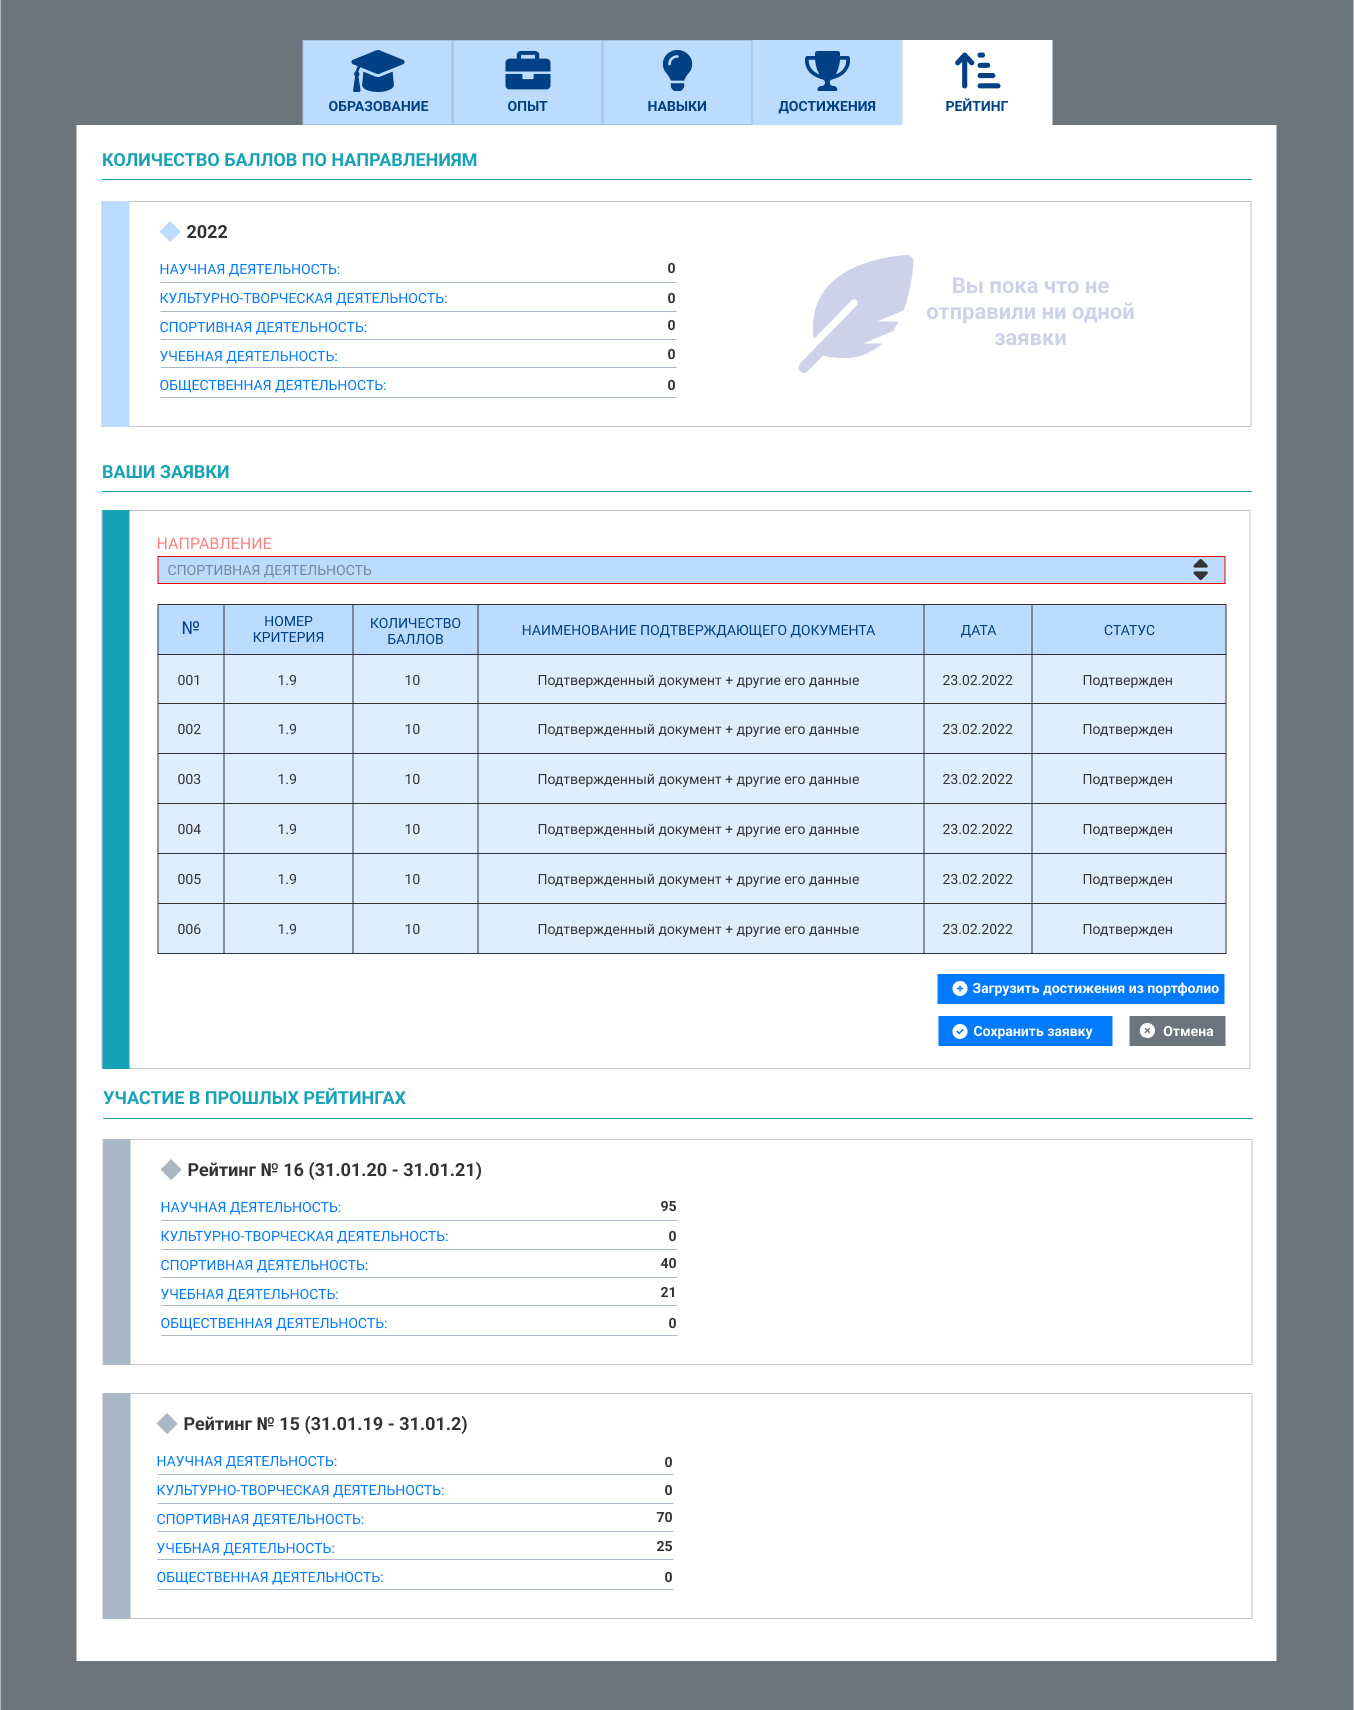 ОБРАЗОВАНИЕ
ОПЫТ
НАВЫКИ
ДОСТИЖЕНИЯ
РЕЙТИНГ
КОЛИЧЕСТВО БАЛЛОВ ПО НАПРАВЛЕНИЯМ
2022
НАУЧНАЯ ДЕЯТЕЛЬНОСТЬ: 0
КУЛЬТУРНО-ТВОРЧЕСКАЯ ДЕЯТЕЛЬНОСТЬ: 0
СПОРТИВНАЯ ДЕЯТЕЛЬНОСТЬ: 0
УЧЕБНАЯ ДЕЯТЕЛЬНОСТЬ: 0
ОБЩЕСТВЕННАЯ ДЕЯТЕЛЬНОСТЬ: 0
Вы пока что не
отправили ни одной
заявки
ВАШИ ЗАЯВКИ
НАПРАВЛЕНИЕ
СПОРТИВНАЯ ДЕЯТЕЛЬНОСТЬ
№
НОМЕР
КРИТЕРИЯ
КОЛИЧЕСТВО
БАЛЛОВ
НАИМЕНОВАНИЕ ПОДТВЕРЖДАЮЩЕГО ДОКУМЕНТА
ДАТА
СТАТУС
001 1.9 10 Подтвержденный документ + другие его данные 23.02.2022 Подтвержден
002 1.9 10 Подтвержденный документ + другие его данные 23.02.2022 Подтвержден
003 1.9 10 Подтвержденный документ + другие его данные 23.02.2022 Подтвержден
004 1.9 10 Подтвержденный документ + другие его данные 23.02.2022 Подтвержден
005 1.9 10 Подтвержденный документ + другие его данные 23.02.2022 Подтвержден
006 1.9 10 Подтвержденный документ + другие его данные 23.02.2022 Подтвержден
Загрузить достижения из портфолио
Сохранить заявку
Отмена
УЧАСТИЕ В ПРОШЛЫХ РЕЙТИНГАХ
Рейтинг № 16 (31.01.20 - 31.01.21)
НАУЧНАЯ ДЕЯТЕЛЬНОСТЬ: 95
КУЛЬТУРНО-ТВОРЧЕСКАЯ ДЕЯТЕЛЬНОСТЬ: 0
СПОРТИВНАЯ ДЕЯТЕЛЬНОСТЬ: 40
УЧЕБНАЯ ДЕЯТЕЛЬНОСТЬ: 21
ОБЩЕСТВЕННАЯ ДЕЯТЕЛЬНОСТЬ: 0
Рейтинг № 15 (31.01.19 - 31.01.2)
НАУЧНАЯ ДЕЯТЕЛЬНОСТЬ: 0
КУЛЬТУРНО-ТВОРЧЕСКАЯ ДЕЯТЕЛЬНОСТЬ: 0
СПОРТИВНАЯ ДЕЯТЕЛЬНОСТЬ: 70
УЧЕБНАЯ ДЕЯТЕЛЬНОСТЬ: 25
ОБЩЕСТВЕННАЯ ДЕЯТЕЛЬНОСТЬ: 0